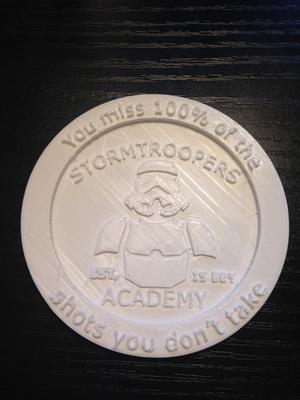 You miss 100% of the
STORMTROOPERS
EST. 19 BBY
ACADEMY
shots you don't take